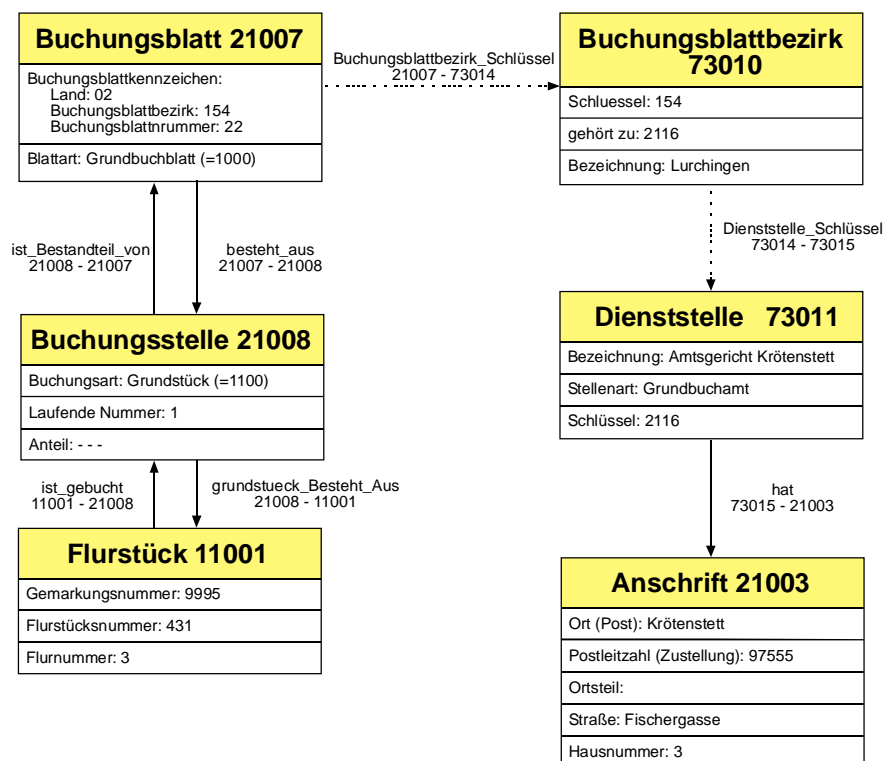 Buchungsblatt 21007
Buchungsblattkennzeichen:
Land: 02
Buchungsblattbezirk: 154
Buchungsblattnrummer: 22
Blattart: Grundbuchblatt (=1000)
Buchungsblattbezirk_Schlüssel
21007 - 73014
Buchungsblattbezirk
73010
Schluessel: 154
gehört zu: 2116
Bezeichnung: Lurchingen
ist_Bestandteil_von
21008 - 21007
besteht_aus
21007 - 21008
Dienststelle_Schlüssel
73014 - 73015
Buchungsstelle 21008
Buchungsart: Grundstück (=1100)
Laufende Nummer: 1
Anteil: - - -
Dienststelle 73011
Bezeichnung: Amtsgericht Krötenstett
Stellenart: Grundbuchamt
Schlüssel: 2116
ist_gebucht
11001 - 21008
grundstueck_Besteht_Aus
21008 - 11001
hat
73015 - 21003
Flurstück 11001
Gemarkungsnummer: 9995
Flurstücksnummer: 431
Flurnummer: 3
Anschrift 21003
Ort (Post): Krötenstett
Postleitzahl (Zustellung): 97555
Ortsteil:
Straße: Fischergasse
Hausnummer: 3